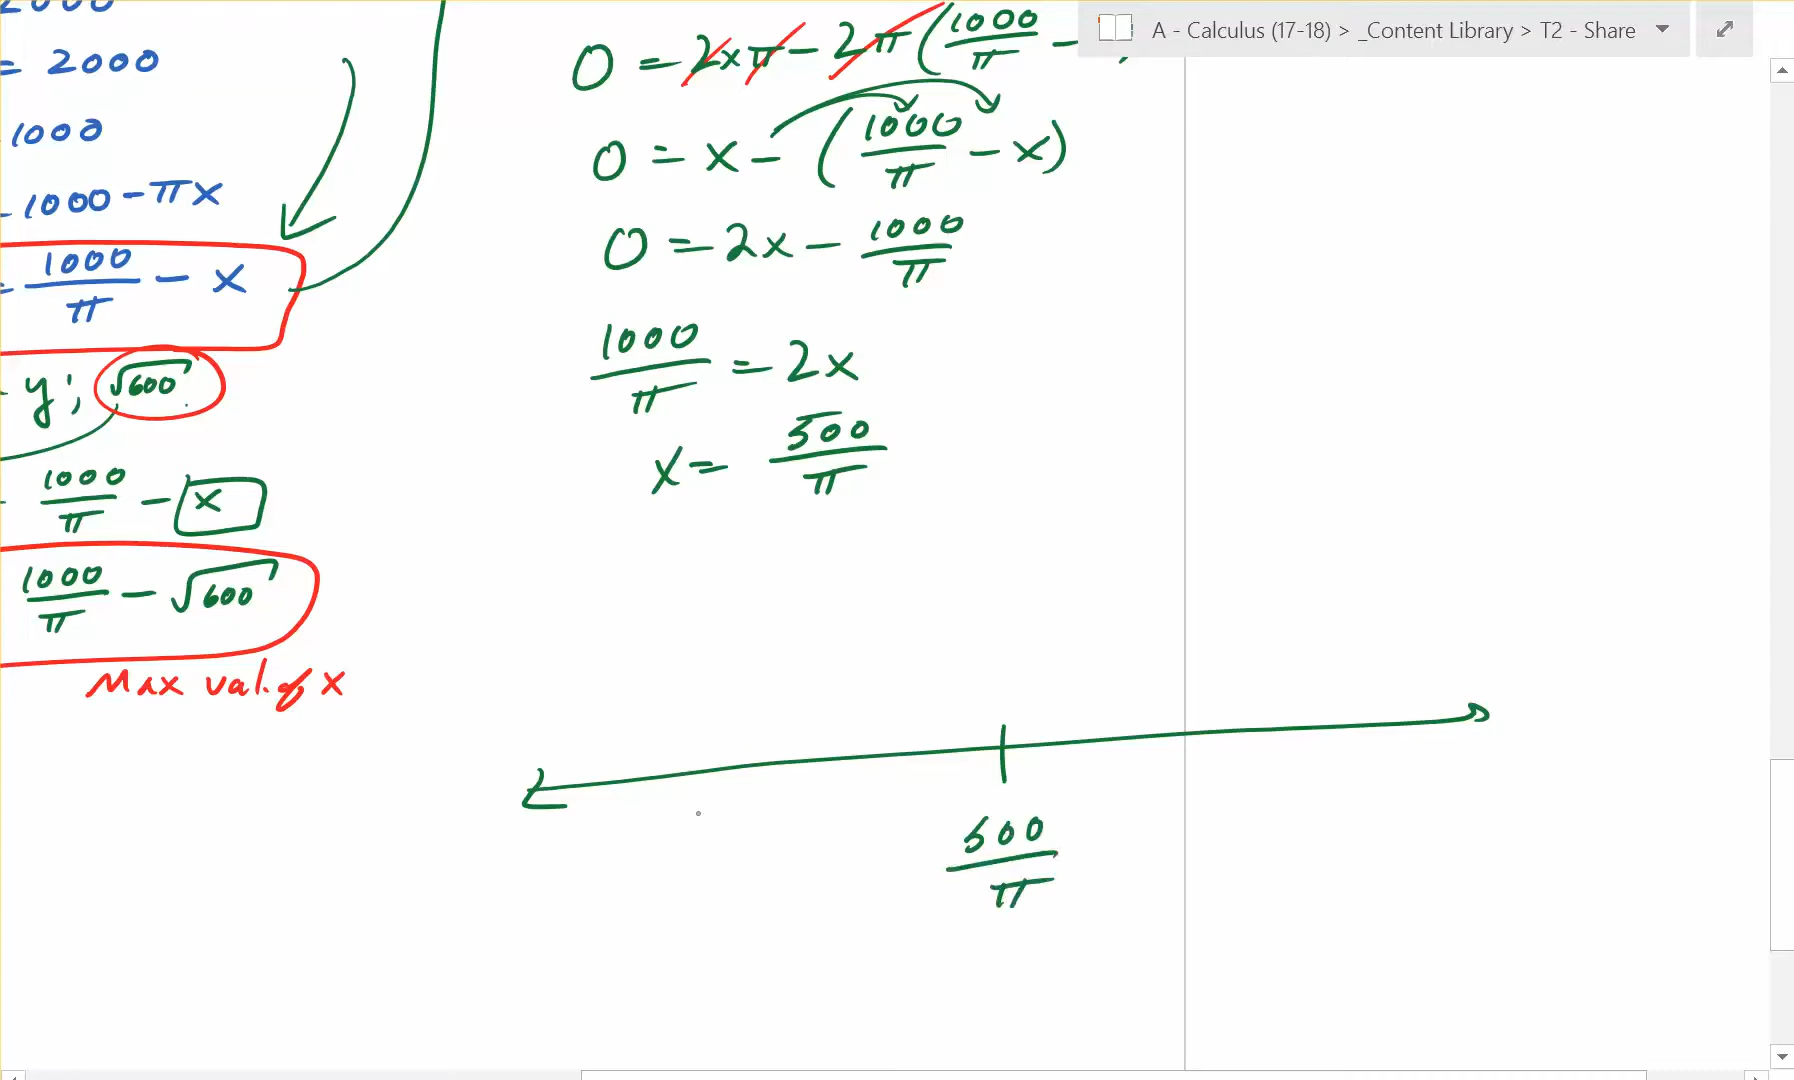 2000
= 2000
1000
- 1000 - πx
= 1000/π - x
- y; √600
- 1000/π - x
1000/π - √600
Max val. of x
0 = 2xπ - 2π(1000/π -
0 = x - (1000/π - x)
0 = 2x - 1000/π
1000/π = 2x
x = 500/π
500/π
A - Calculus (17-18) > _Content Library > T2 - Share